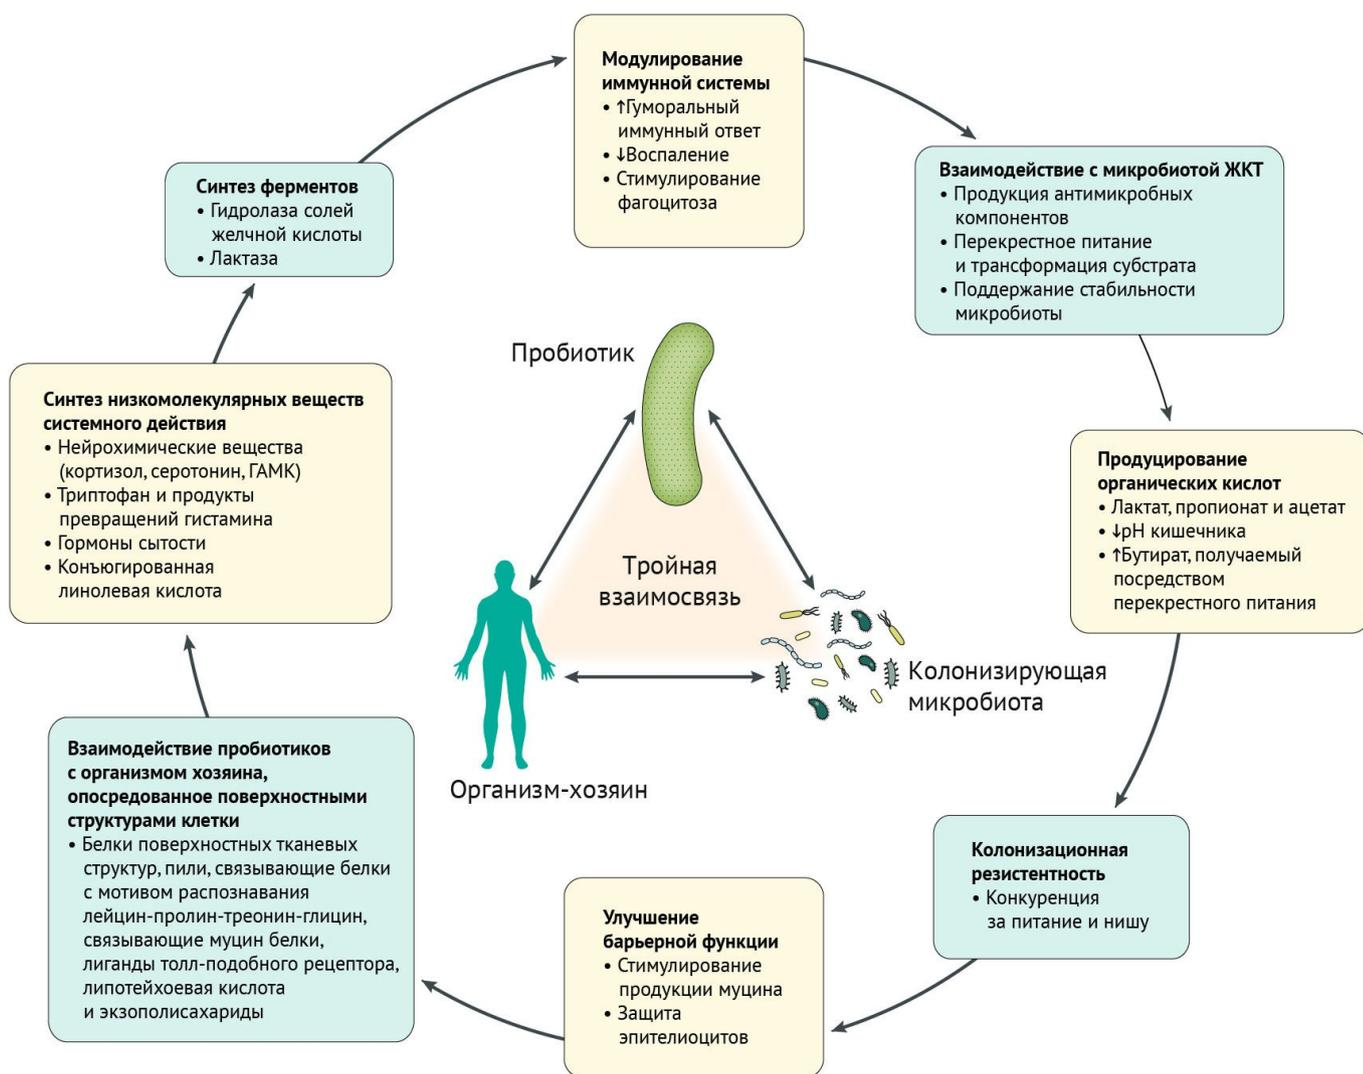 Модулирование
иммунной системы
• ↑Гуморальный
иммунный ответ
• ↓Воспаление
• Стимулирование
фагоцитоза
Взаимодействие с микробиотой ЖКТ
• Продукция антимикробных
компонентов
• Перекрестное питание
и трансформация субстрата
• Поддержание стабильности
микробиоты
Продуцирование
органических кислот
• Лактат, пропионат и ацетат
• ↓pH кишечника
• ↑Бутират, получаемый
посредством
перекрестного питания
Колонизационная
резистентность
• Конкуренция
за питание и нишу
Улучшение
барьерной функции
• Стимулирование
продукции муцина
• Защита
эпителиоцитов
Взаимодействие пробиотиков
с организмом хозяина,
опосредованное поверхностными
структурами клетки
• Белки поверхностных тканевых
структур, пили, связывающие белки
с мотивом распознавания
лейцин-пролин-треонин-глицин,
связывающие муцин белки,
лиганды толл-подобного рецептора,
липотейхоевая кислота
и экзополисахариды
Синтез низкомолекулярных веществ
системного действия
• Нейрохимические вещества
(кортизол, серотонин, ГАМК)
• Триптофан и продукты
превращений гистамина
• Гормоны сытости
• Конъюгированная
линолевая кислота
Синтез ферментов
• Гидролаза солей
желчной кислоты
• Лактаза
Пробиотик
Тройная
взаимосвязь
Колонизирующая
микробиота
Организм-хозяин